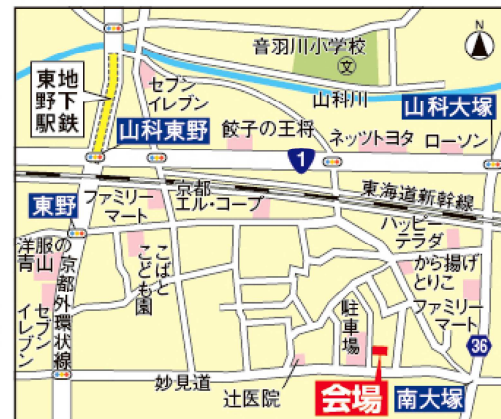 音羽川小学校
文
N
地下鉄
東野駅
セブン
イレブン
山科川
山科大塚
山科東野
餃子の王将
ネッツトヨタ
ローソン
1
東海道新幹線
東野
ファミリー
マート
京都
エル・コープ
ハッピー
テラダ
洋服の
青山
京都外環状線
こばと
こども園
から揚げ
とりこ
駐車場
ファミリー
マート
セブン
イレブン
36
妙見道
辻医院
会場
南大塚